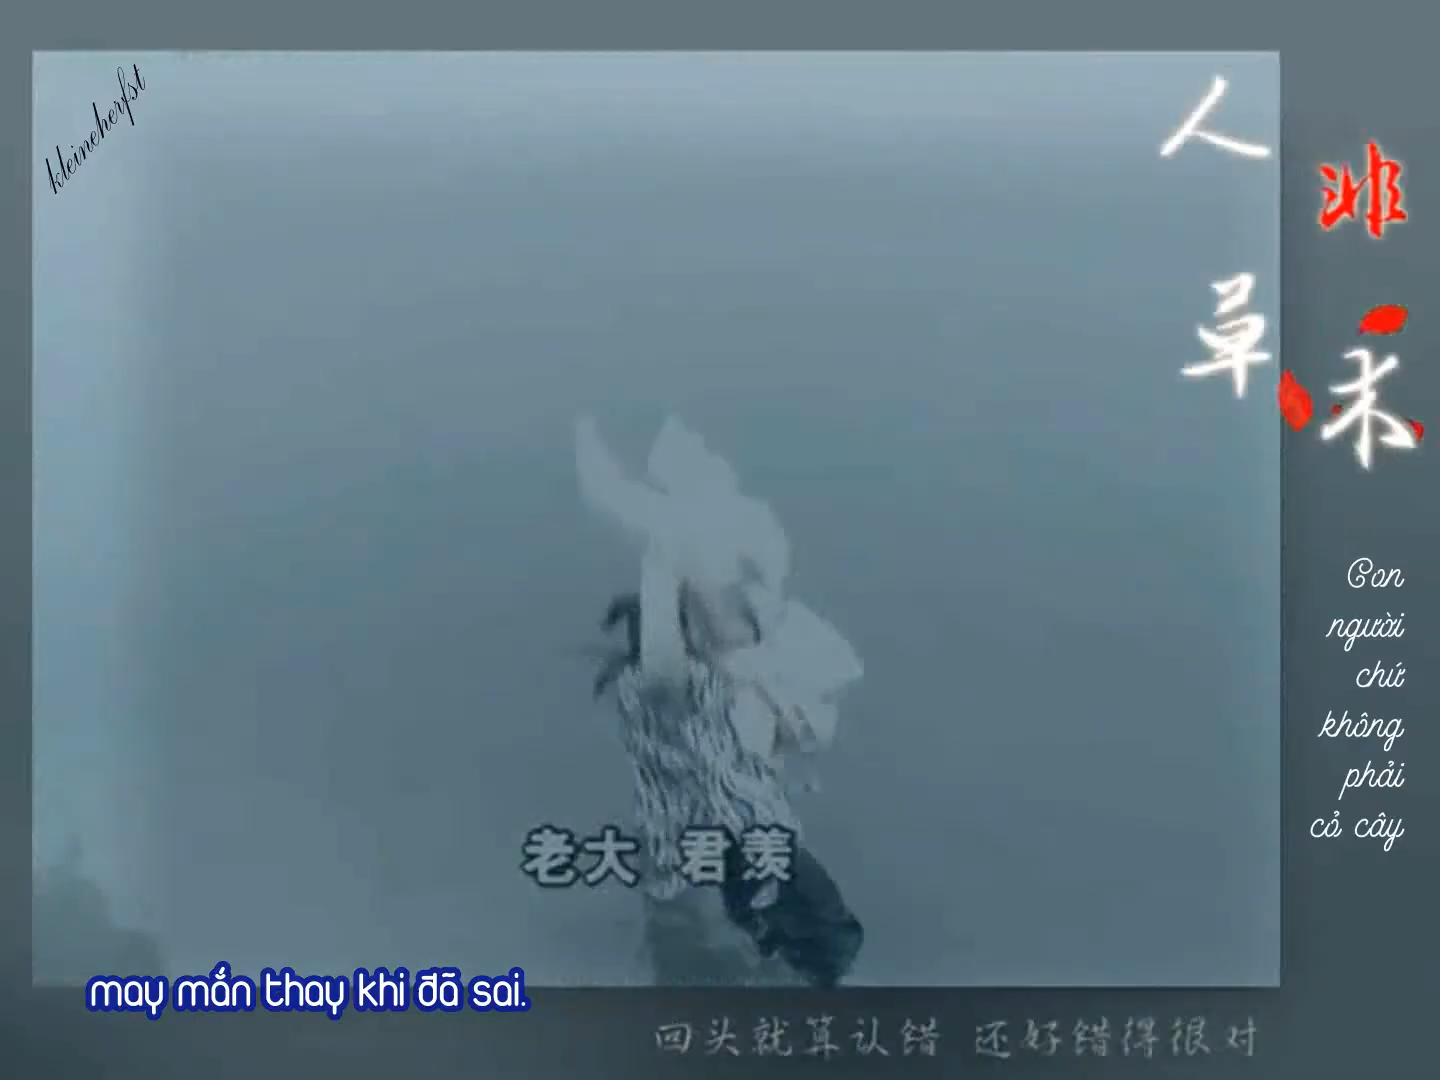 kleineherfst
人 非
草 木
Con
người
chứ
không
phải
cỏ cây
老大 君羡
may mắn thay khi đã sai.
回头就算认错 还好错得很对